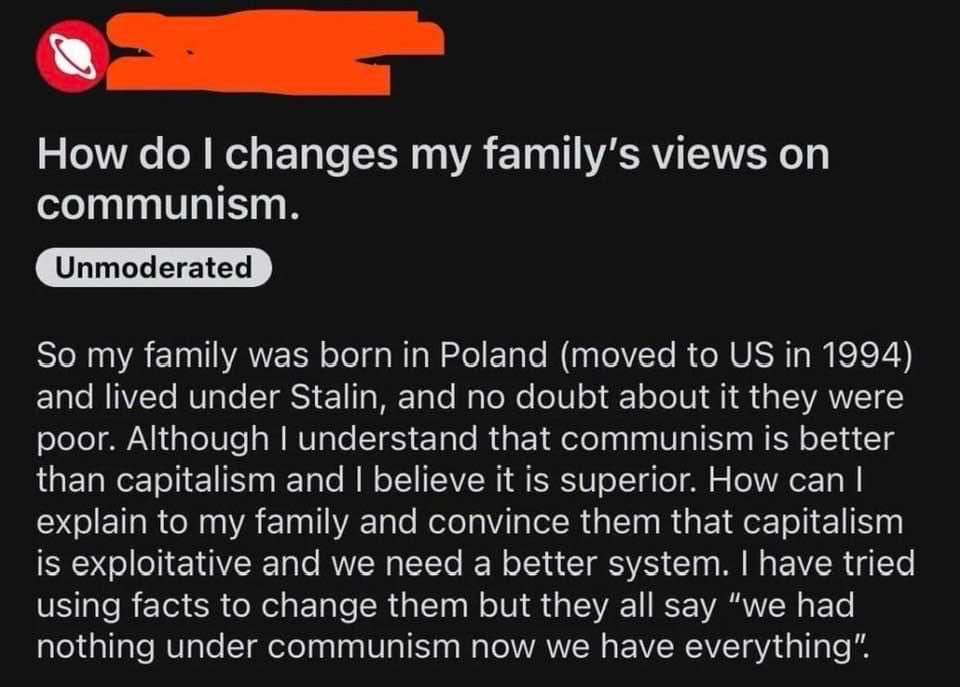 How do I changes my family's views on
communism.
Unmoderated
So my family was born in Poland (moved to US in 1994)
and lived under Stalin, and no doubt about it they were
poor. Although I understand that communism is better
than capitalism and I believe it is superior. How can I
explain to my family and convince them that capitalism
is exploitative and we need a better system. I have tried
using facts to change them but they all say “we had
nothing under communism now we have everything”.